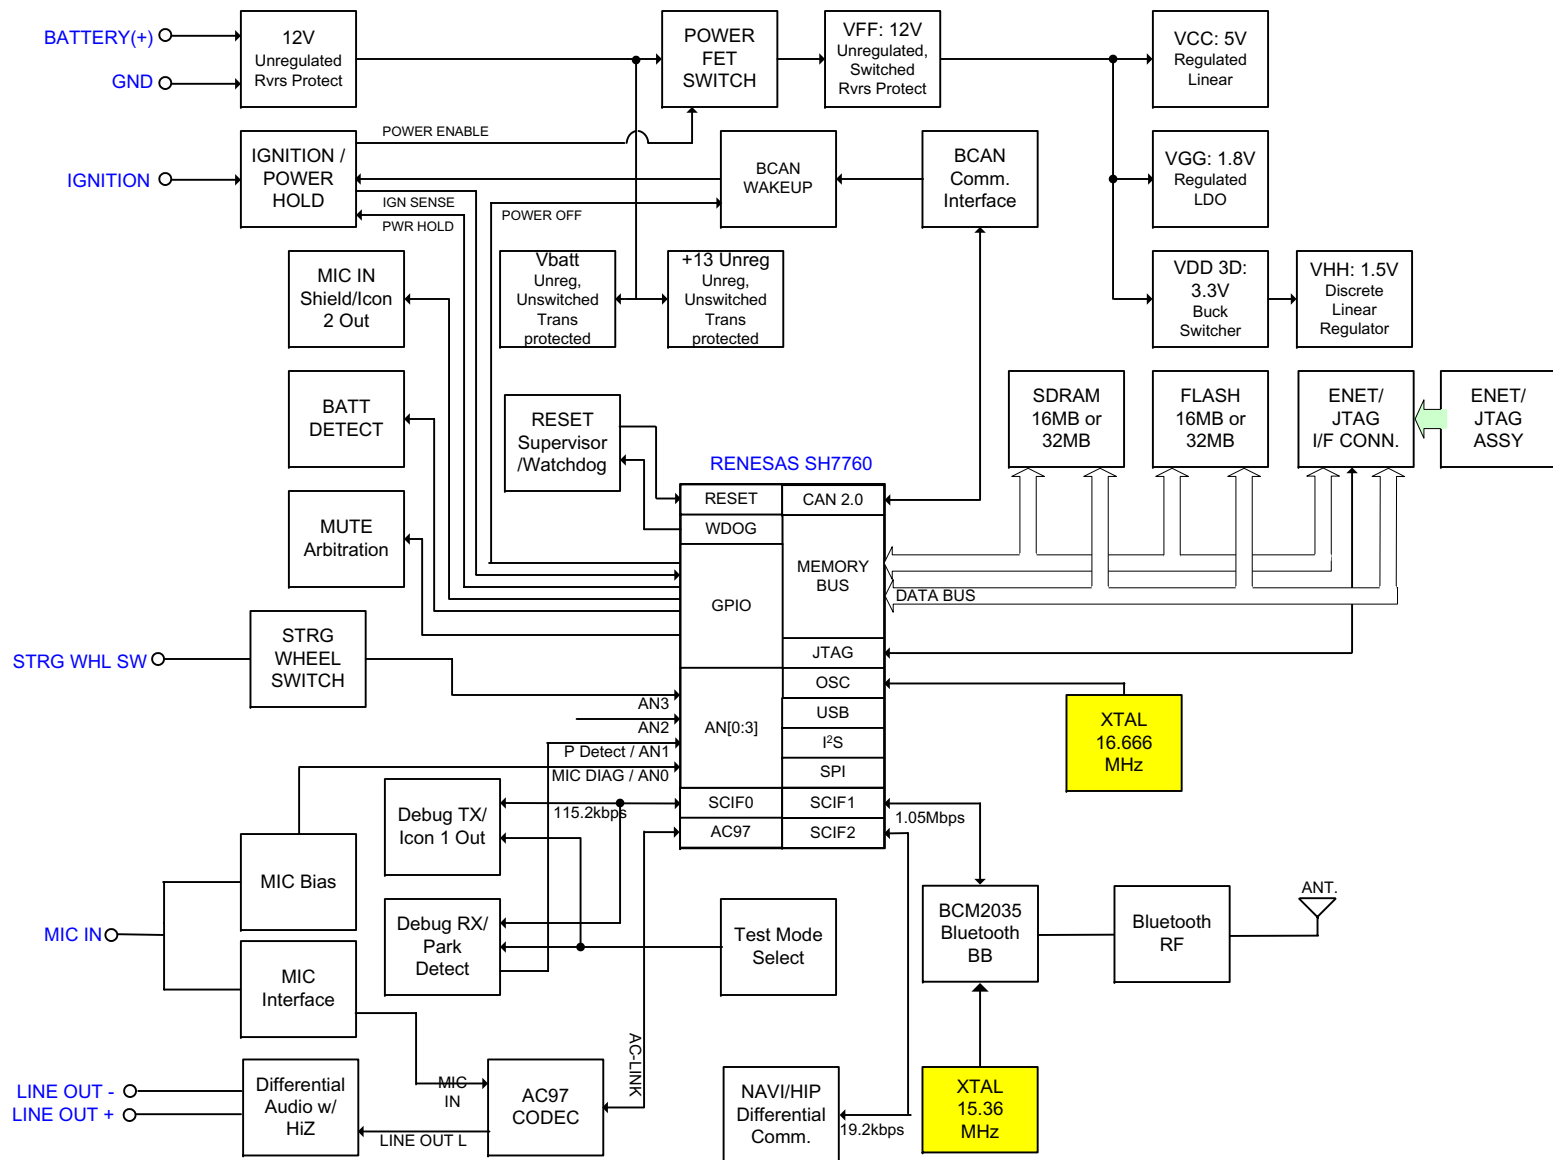 BATTERY(+)
GND
12V
Unregulated
Rvrs Protect
POWER
FET
SWITCH
VFF: 12V
Unregulated,
Switched
Rvrs Protect
VCC: 5V
Regulated
Linear
IGNITION
IGNITION /
POWER
HOLD
POWER ENABLE
IGN SENSE
PWR HOLD
POWER OFF
BCAN
WAKEUP
BCAN
Comm.
Interface
VGG: 1.8V
Regulated
LDO
MIC IN
Shield/Icon
2 Out
Vbatt
Unreg,
Unswitched
Trans
protected
+13 Unreg
Unreg,
Unswitched
Trans
protected
VDD 3D:
3.3V
Buck
Switcher
VHH: 1.5V
Discrete
Linear
Regulator
BATT
DETECT
RESET
Supervisor
/Watchdog
SDRAM
16MB or
32MB
FLASH
16MB or
32MB
ENET/
JTAG
I/F CONN.
ENET/
JTAG
ASSY
RENESAS SH7760
MUTE
Arbitration
RESET
WDOG
GPIO
AN[0:3]
SCIF0
AC97
CAN 2.0
MEMORY
BUS
JTAG
OSC
USB
I²S
SPI
SCIF1
SCIF2
DATA BUS
STRG WHL SW
STRG
WHEEL
SWITCH
AN3
AN2
P Detect / AN1
MIC DIAG / AN0
XTAL
16.666
MHz
Debug TX/
Icon 1 Out
115.2kbps
1.05Mbps
MIC IN
MIC Bias
MIC
Interface
Debug RX/
Park
Detect
Test Mode
Select
BCM2035
Bluetooth
BB
Bluetooth
RF
ANT.
AC-LINK
LINE OUT -
LINE OUT +
Differential
Audio w/
HiZ
MIC
IN
LINE OUT L
AC97
CODEC
NAVI/HIP
Differential
Comm.
19.2kbps
XTAL
15.36
MHz